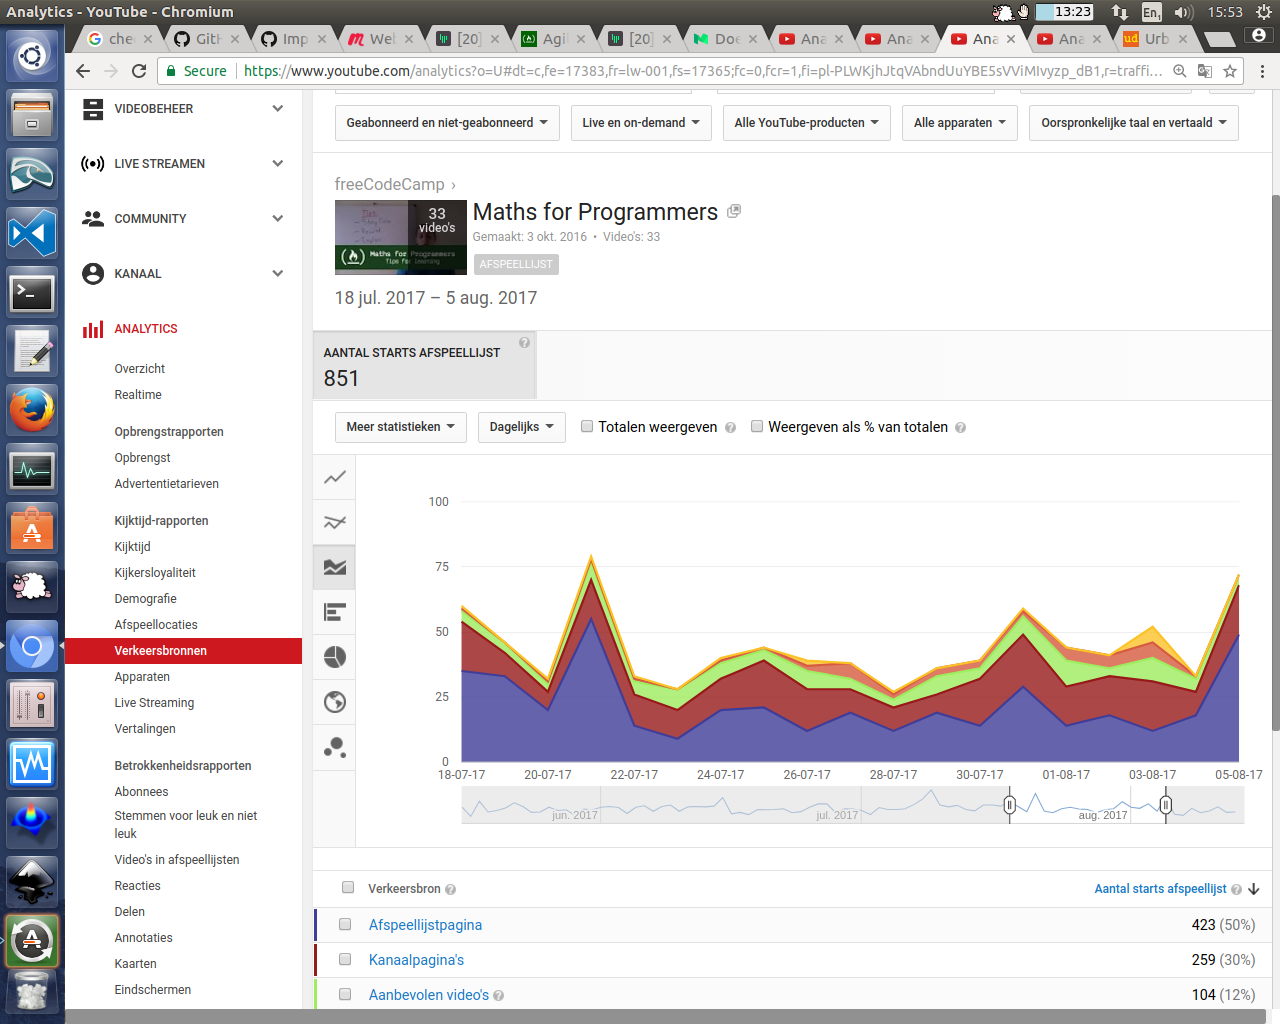 Analytics - YouTube - Chromium
13:23
En1
15:53
che
GitH
Imp
Web
[20]
Agil
[20]
Doe
Ana
Ana
Ana
Ana
Urb
Secure
https://www.youtube.com/analytics?o=U#dt=c,fe=17383,fr=lw-001,fs=17365;fc=0,fcr=1,fi=pl-PLWKjhJtqVAbndUuYBE5sVViMIvyzp_dB1,r=traffi...
VIDEOBEHEER
LIVE STREAMEN
COMMUNITY
KANAAL
ANALYTICS
Overzicht
Realtime
Opbrengstrapporten
Opbrengst
Advertentietarieven
Kijktijd-rapporten
Kijktijd
Kijkersloyaliteit
Demografie
Afspeellocaties
Verkeersbronnen
Apparaten
Live Streaming
Vertalingen
Betrokkenheidsrapporten
Abonnees
Stemmen voor leuk en niet
leuk
Video's in afspeellijsten
Reacties
Delen
Annotaties
Kaarten
Eindschermen
Geabonneerd en niet-geabonneerd
Live en on-demand
Alle YouTube-producten
Alle apparaten
Oorspronkelijke taal en vertaald
freeCodeCamp ›
33
video's
Maths for Programmers
Tips for Learning
Maths for Programmers
Gemaakt: 3 okt. 2016 • Video's: 33
AFSPEELLIJST
18 jul. 2017 – 5 aug. 2017
AANTAL STARTS AFSPEELLIJST
851
Meer statistieken
Dagelijks
Totalen weergeven
Weergeven als % van totalen
100
75
50
25
0
18-07-17
20-07-17
22-07-17
24-07-17
26-07-17
28-07-17
30-07-17
01-08-17
03-08-17
05-08-17
jun. 2017
jul. 2017
aug. 2017
Verkeersbron
Aantal starts afspeellijst
Afspeellijstpagina
423 (50%)
Kanaalpagina's
259 (30%)
Aanbevolen video's
104 (12%)